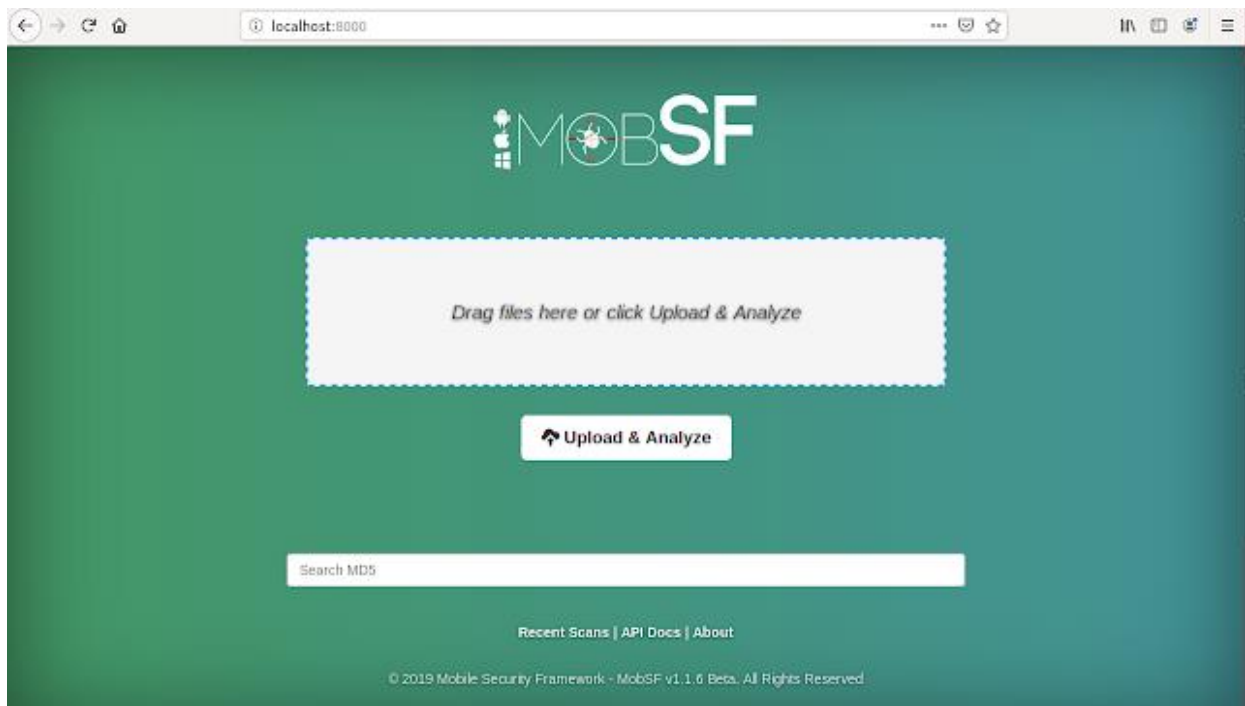 localhost:8000
MOBSF
Drag files here or click Upload & Analyze
Upload & Analyze
Search MD5
Recent Scans | API Docs | About
© 2019 Mobile Security Framework - MobSF v1.1.6 Beta. All Rights Reserved